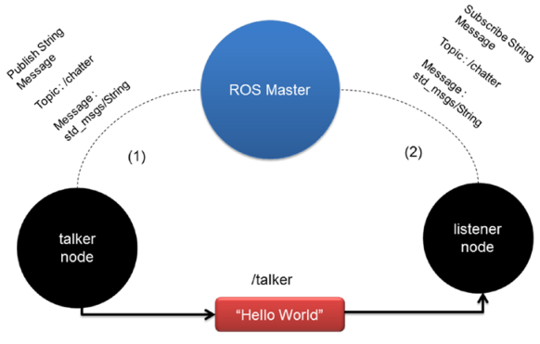 Publish String
Message
Topic : /chatter
Message :
std_msgs/String
Subscribe String
Message
Topic : /chatter
Message :
std_msgs/String
ROS Master
(1)
(2)
talker
node
listener
node
/talker
“Hello World”